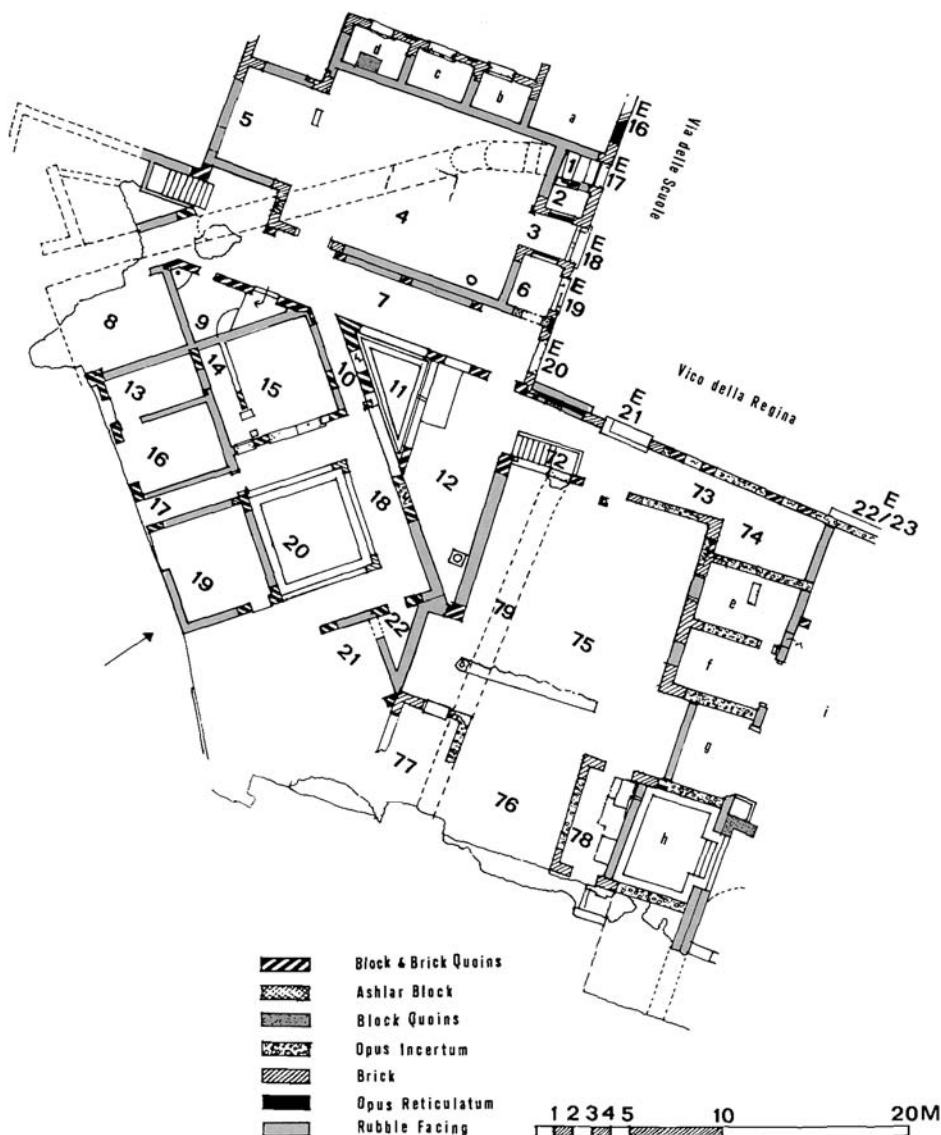 d
c
b
a
E
16
Via delle Scuole
5
1
E
17
2
4
3
E
18
6
E
19
7
8
9
E
20
Vico della Regina
14
10
11
E
21
13
15
16
12
72
73
E
22/23
17
18
74
20
e
19
79
22
75
f
21
i
g
77
76
78
h
Block & Brick Quoins
Ashlar Block
Block Quoins
Opus Incertum
Brick
Opus Reticulatum
Rubble Facing
1 2 3 4 5 10 20M